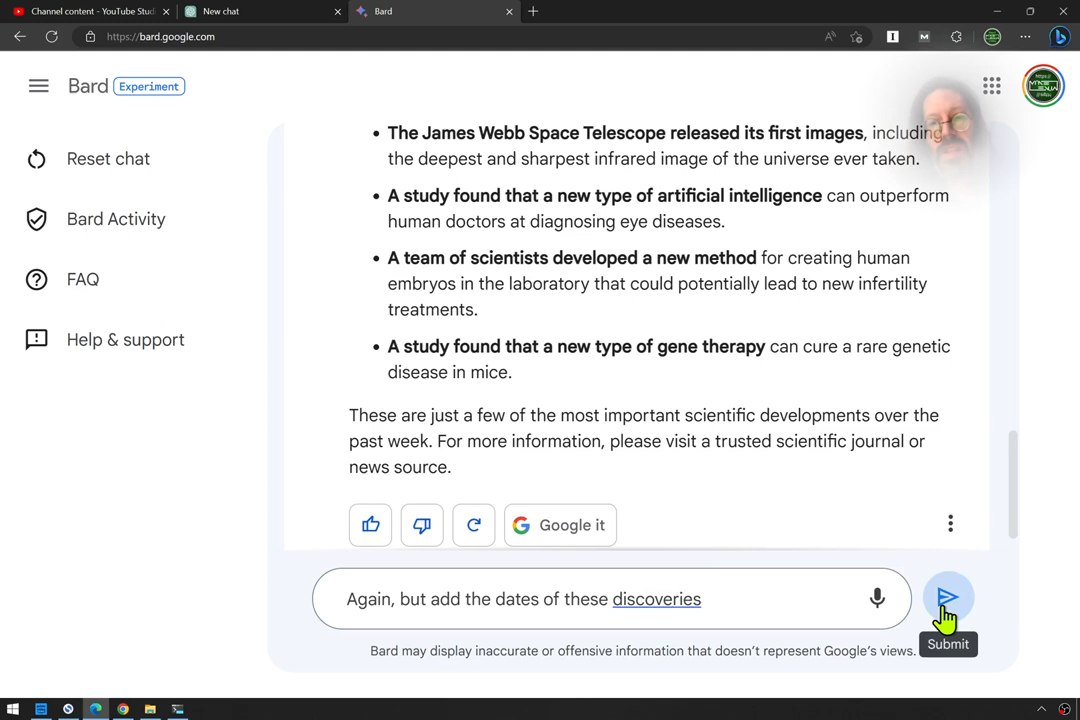 Channel content - YouTube Stud
New chat
Bard
https://bard.google.com
Bard
Experiment
Reset chat
Bard Activity
FAQ
Help & support
• The James Webb Space Telescope released its first images, including
the deepest and sharpest infrared image of the universe ever taken.
• A study found that a new type of artificial intelligence can outperform
human doctors at diagnosing eye diseases.
• A team of scientists developed a new method for creating human
embryos in the laboratory that could potentially lead to new infertility
treatments.
• A study found that a new type of gene therapy can cure a rare genetic
disease in mice.
These are just a few of the most important scientific developments over the
past week. For more information, please visit a trusted scientific journal or
news source.
Google it
Again, but add the dates of these discoveries
Submit
Bard may display inaccurate or offensive information that doesn't represent Google's views.